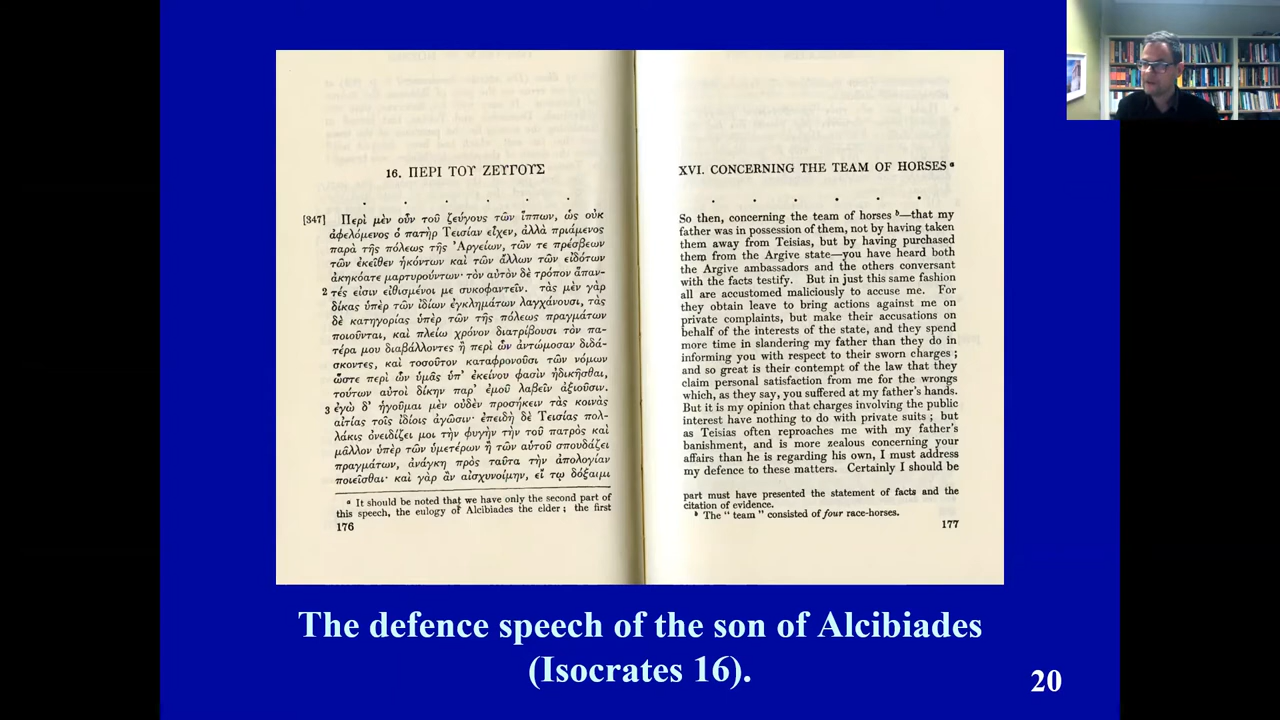 16. ΠΕΡΙ ΤΟΥ ΖΕΥΓΟΥΣ
[347] Περὶ μὲν οὖν τοῦ ζεύγους τῶν ἵππων, ὡς οὐκ
ἀφελόμενος ὁ πατὴρ Τεισίαν εἶχεν, ἀλλὰ πριάμενος
παρὰ τῆς πόλεως τῆς Ἀργείων, τῶν τε πρέσβεων
τῶν ἐκεῖθεν ἡκόντων καὶ τῶν ἄλλων τῶν εἰδότων
ἀκηκόατε μαρτυρούντων· τὸν αὐτὸν δὲ τρόπον ἅπαν-
2 τές εἰσιν εἰθισμένοι με συκοφαντεῖν. τὰς μὲν γὰρ
δίκας ὑπὲρ τῶν ἰδίων ἐγκλημάτων λαγχάνουσι, τὰς
δὲ κατηγορίας ὑπὲρ τῶν τῆς πόλεως πραγμάτων
ποιοῦνται, καὶ πλείω χρόνον διατρίβουσι τὸν πα-
τέρα μου διαβάλλοντες ἢ περὶ ὧν ἀντώμοσαν διδά-
σκοντες, καὶ τοσοῦτον καταφρονοῦσι τῶν νόμων
ὥστε περὶ ὧν ὑμᾶς ὑπ' ἐκείνου φασὶν ἠδικῆσθαι,
τούτων αὐτοὶ δίκην παρ' ἐμοῦ λαβεῖν ἀξιοῦσιν.
3 ἐγὼ δ' ἡγοῦμαι μὲν οὐδὲν προσήκειν τὰς κοινὰς
αἰτίας τοῖς ἰδίοις ἀγῶσιν· ἐπειδὴ δὲ Τεισίας πολ-
λάκις ὀνειδίζει μοι τὴν φυγὴν τὴν τοῦ πατρὸς καὶ
μᾶλλον ὑπὲρ τῶν ὑμετέρων ἢ τῶν αὑτοῦ σπουδάζει
πραγμάτων, ἀνάγκη πρὸς ταῦτα τὴν ἀπολογίαν
ποιεῖσθαι· καὶ γὰρ ἂν αἰσχυνοίμην, εἴ τῳ δόξαιμι
a It should be noted that we have only the second part of
this speech, the eulogy of Alcibiades the elder; the first
176
XVI. CONCERNING THE TEAM OF HORSES a
So then, concerning the team of horses b—that my
father was in possession of them, not by having taken
them away from Teisias, but by having purchased
them from the Argive state—you have heard both
the Argive ambassadors and the others conversant
with the facts testify. But in just this same fashion
all are accustomed maliciously to accuse me. For
they obtain leave to bring actions against me on
private complaints, but make their accusations on
behalf of the interests of the state, and they spend
more time in slandering my father than they do in
informing you with respect to their sworn charges;
and so great is their contempt of the law that they
claim personal satisfaction from me for the wrongs
which, as they say, you suffered at my father's hands.
But it is my opinion that charges involving the public
interest have nothing to do with private suits; but
as Teisias often reproaches me with my father's
banishment, and is more zealous concerning your
affairs than he is regarding his own, I must address
my defence to these matters. Certainly I should be
part must have presented the statement of facts and the
citation of evidence.
b The "team" consisted of four race-horses.
177
The defence speech of the son of Alcibiades
(Isocrates 16).
20